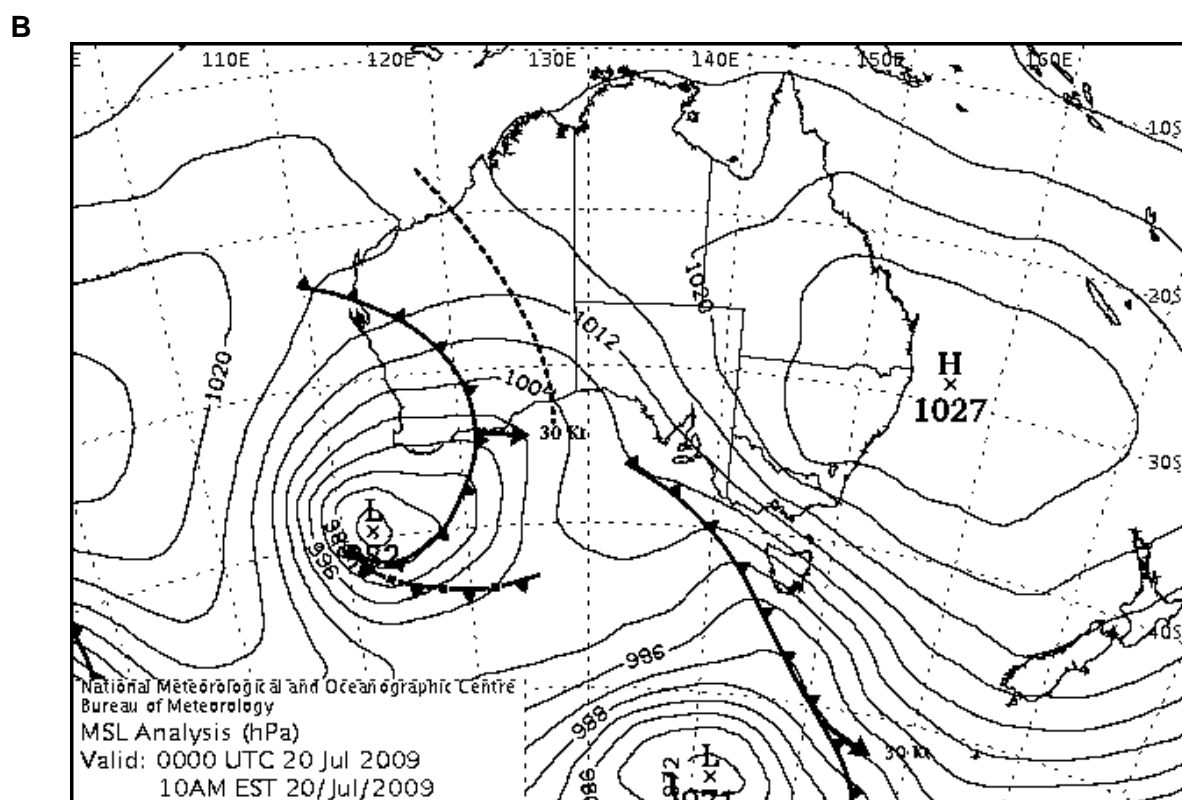 B
110E 120E 130E 140E 150E 160E
10S
1020
20S
1012
H
1027
1020
1004
30 Kt
30S
L
996
40S
996
988
L
972
30 Kt
National Meteorological and Oceanographic Centre
Bureau of Meteorology
MSL Analysis (hPa)
Valid: 0000 UTC 20 Jul 2009
10AM EST 20/Jul/2009